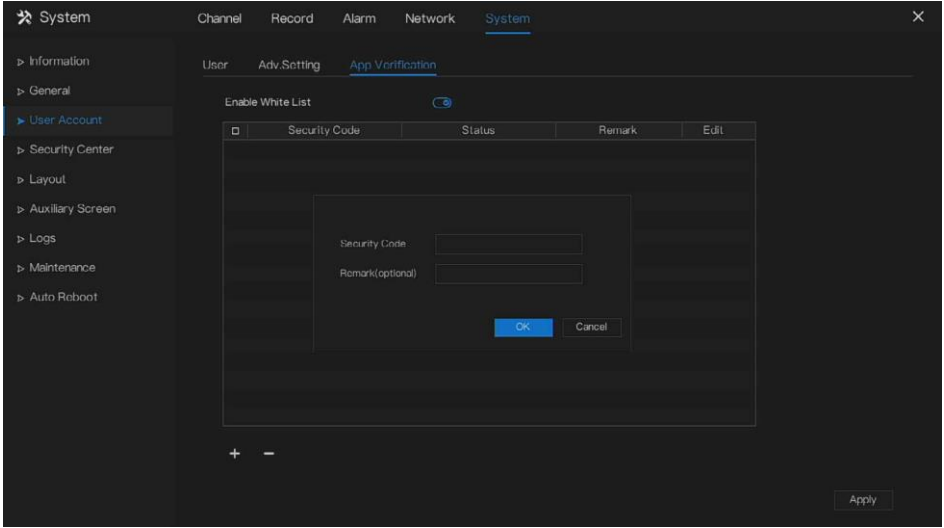 System
Channel Record Alarm Network System
Information
General
User Account
Security Center
Layout
Auxiliary Screen
Logs
Maintenance
Auto Reboot
User Adv.Setting App Verification
Enable White List
Security Code Status Remark Edit
Security Code
Remark(optional)
OK Cancel
Apply